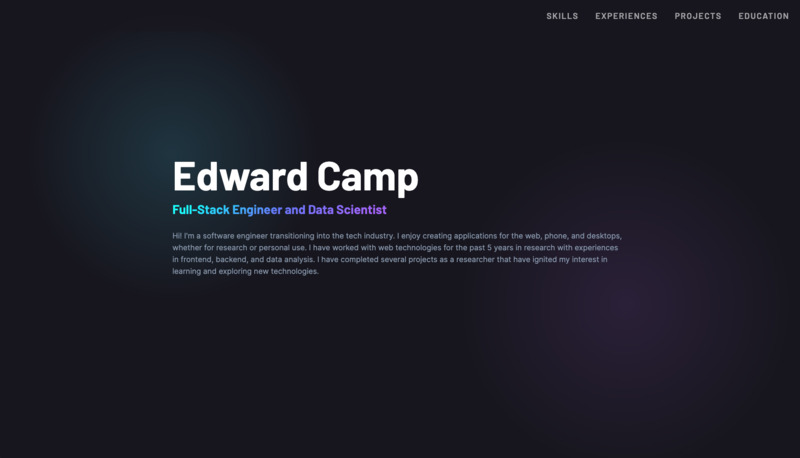 SKILLS EXPERIENCES PROJECTS EDUCATION
Edward Camp
Full-Stack Engineer and Data Scientist
Hi! I'm a software engineer transitioning into the tech industry. I enjoy creating applications for the web, phone, and desktops,
whether for research or personal use. I have worked with web technologies for the past 5 years in research with experiences
in frontend, backend, and data analysis. I have completed several projects as a researcher that have ignited my interest in
learning and exploring new technologies.